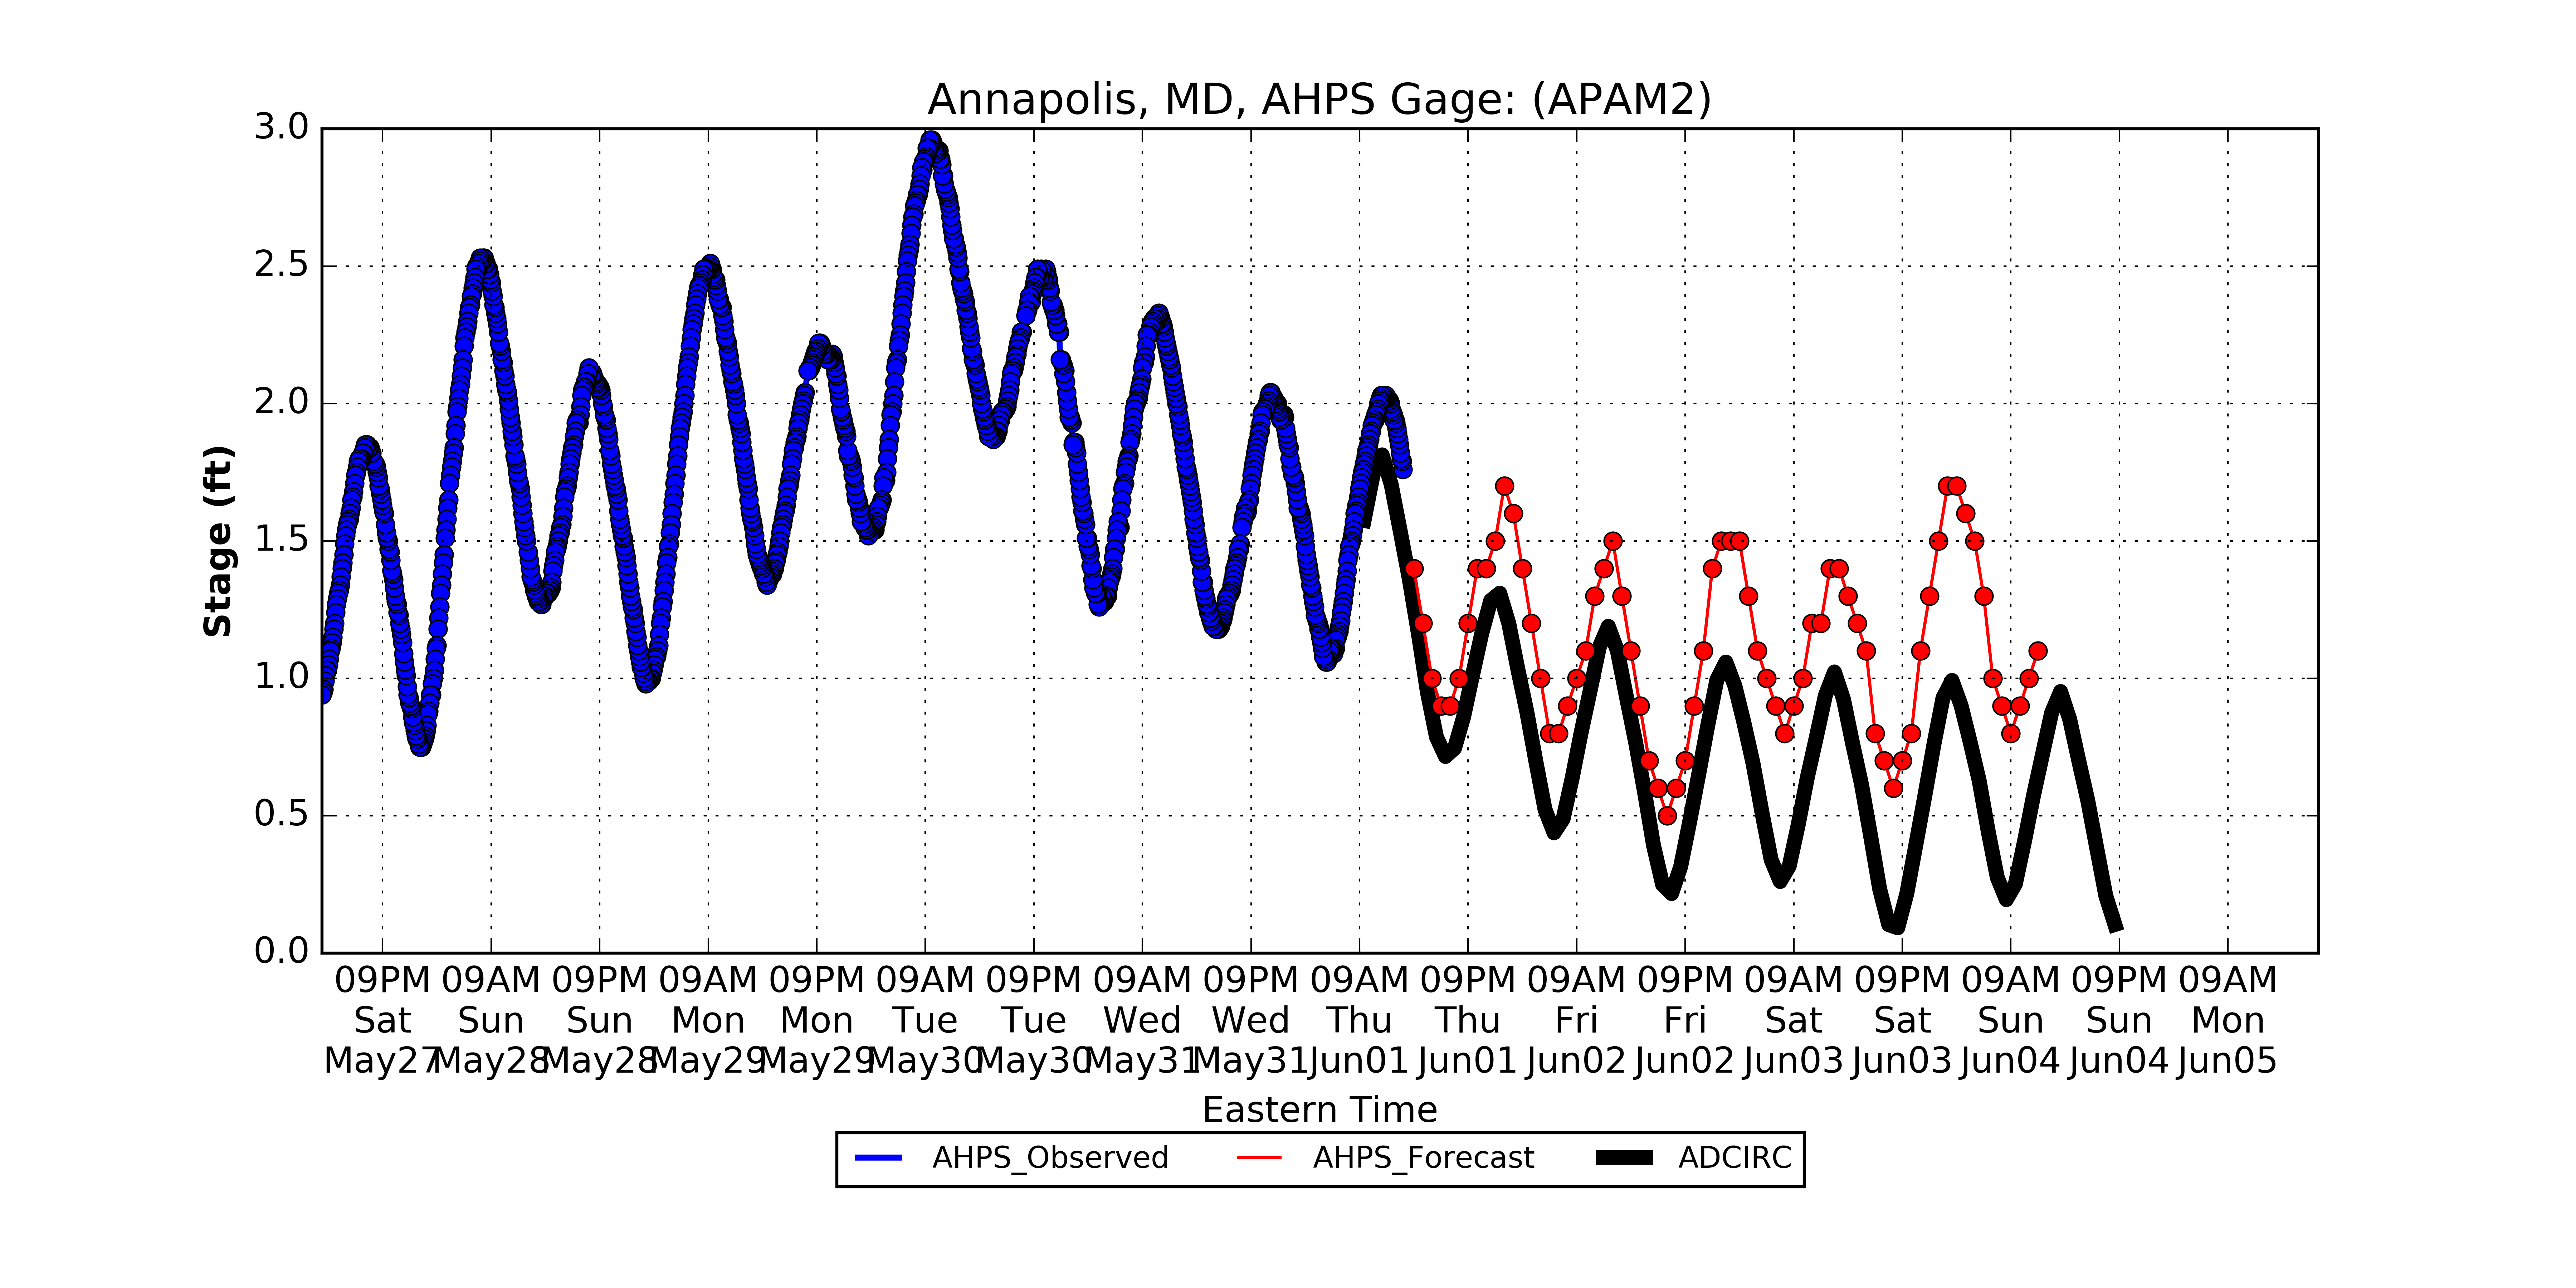 Annapolis, MD, AHPS Gage: (APAM2)
3.0
2.5
2.0
1.5
1.0
0.5
0.0
Stage (ft)
09PM 09AM 09PM 09AM 09PM 09AM 09PM 09AM 09PM 09AM 09PM 09AM 09PM 09AM 09PM 09AM 09PM 09AM
Sat Sun Sun Mon Mon Tue Tue Wed Wed Thu Thu Fri Fri Sat Sat Sun Sun Mon
May27 May28 May28 May29 May29 May30 May30 May31 May31 Jun01 Jun01 Jun02 Jun02 Jun03 Jun03 Jun04 Jun04 Jun05
Eastern Time
AHPS_Observed AHPS_Forecast ADCIRC